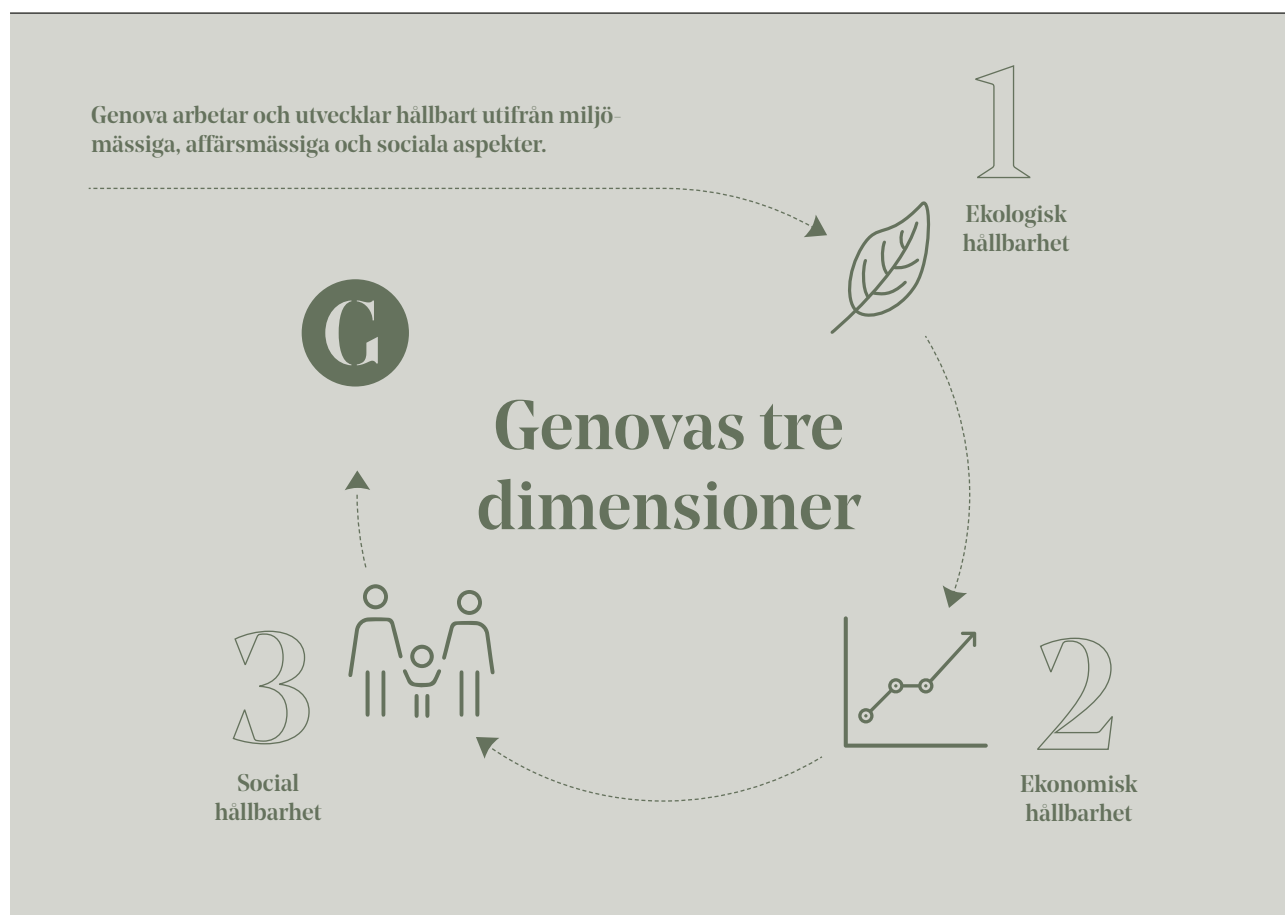 Genova arbetar och utvecklar hållbart utifrån miljö-
mässiga, affärsmässiga och sociala aspekter.
1
Ekologisk
hållbarhet
G
Genovas tre
dimensioner
2
Ekonomisk
hållbarhet
3
Social
hållbarhet